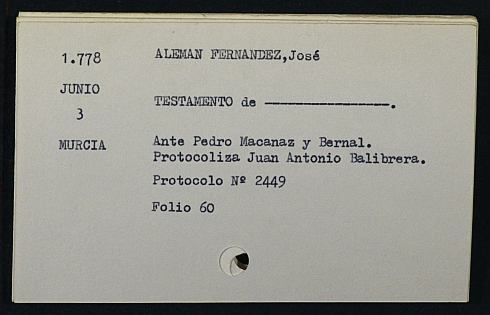 1.778 ALEMAN FERNANDEZ,José
JUNIO
3
TESTAMENTO de -----------------.
MURCIA
Ante Pedro Macanaz y Bernal.
Protocoliza Juan Antonio Balibrera.
Protocolo Nº 2449
Folio 60